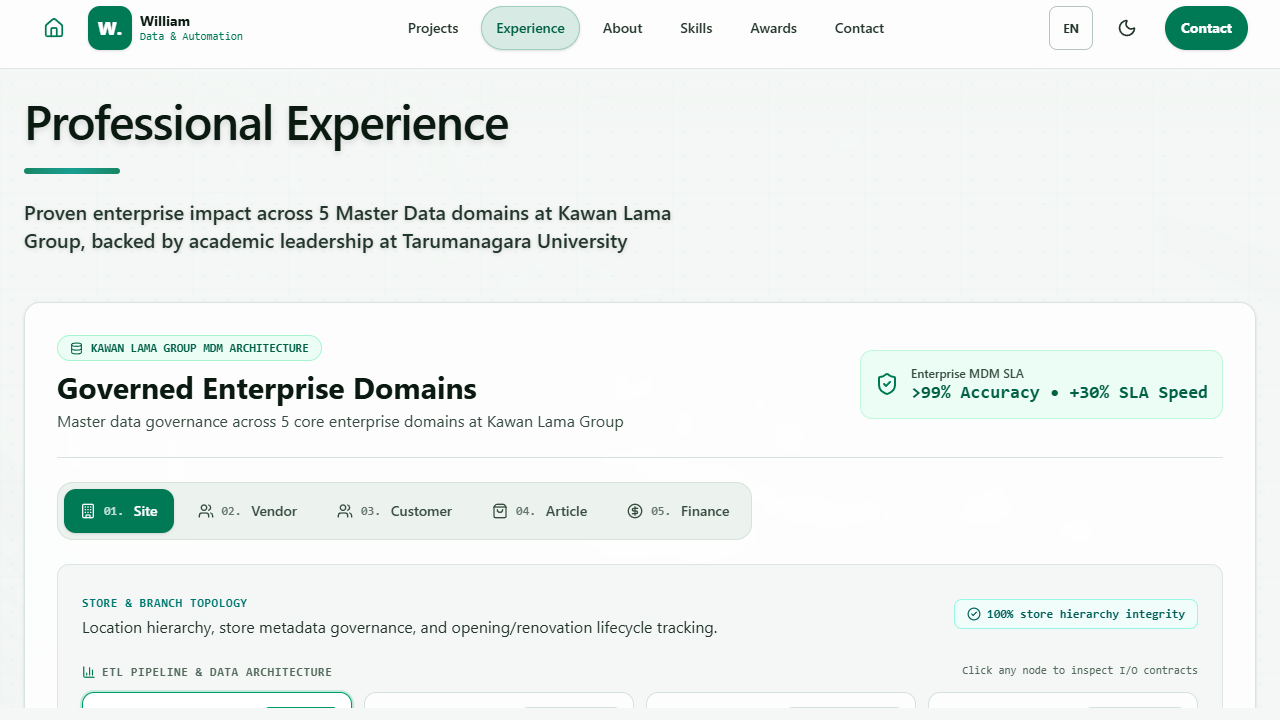 W.
William
Data & Automation
Projects
Experience
About
Skills
Awards
Contact
EN
Contact
Professional Experience
Proven enterprise impact across 5 Master Data domains at Kawan Lama
Group, backed by academic leadership at Tarumanagara University
KAWAN LAMA GROUP MDM ARCHITECTURE
Governed Enterprise Domains
Master data governance across 5 core enterprise domains at Kawan Lama Group
Enterprise MDM SLA
>99% Accuracy • +30% SLA Speed
01. Site
02. Vendor
03. Customer
04. Article
05. Finance
STORE & BRANCH TOPOLOGY
Location hierarchy, store metadata governance, and opening/renovation lifecycle tracking.
100% store hierarchy integrity
ETL PIPELINE & DATA ARCHITECTURE
Click any node to inspect I/O contracts